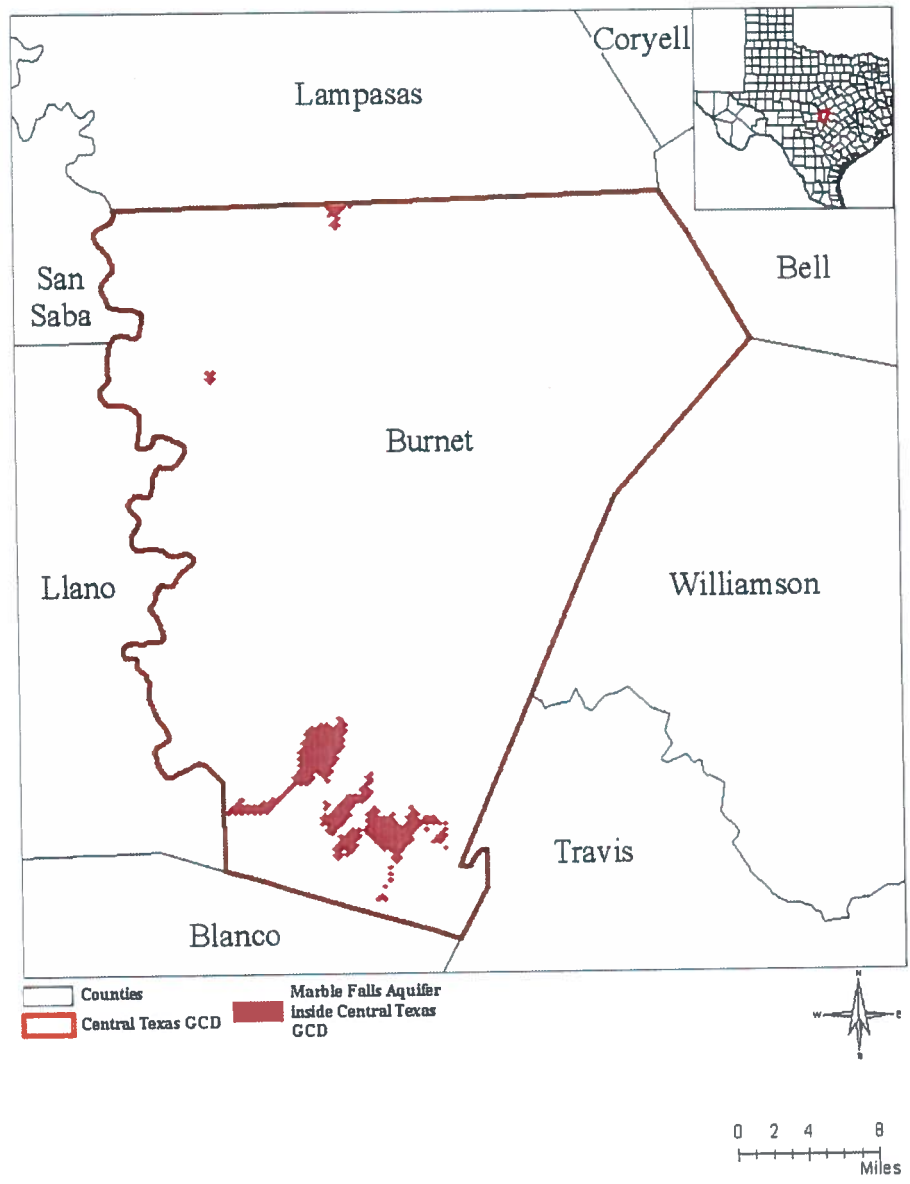 Coryell
Lampasas
San
Saba
Bell
Burnet
Llano
Williamson
Travis
Blanco
Counties
Central Texas GCD
Marble Falls Aquifer
inside Central Texas
GCD
N
W
E
S
0 2 4 8
Miles